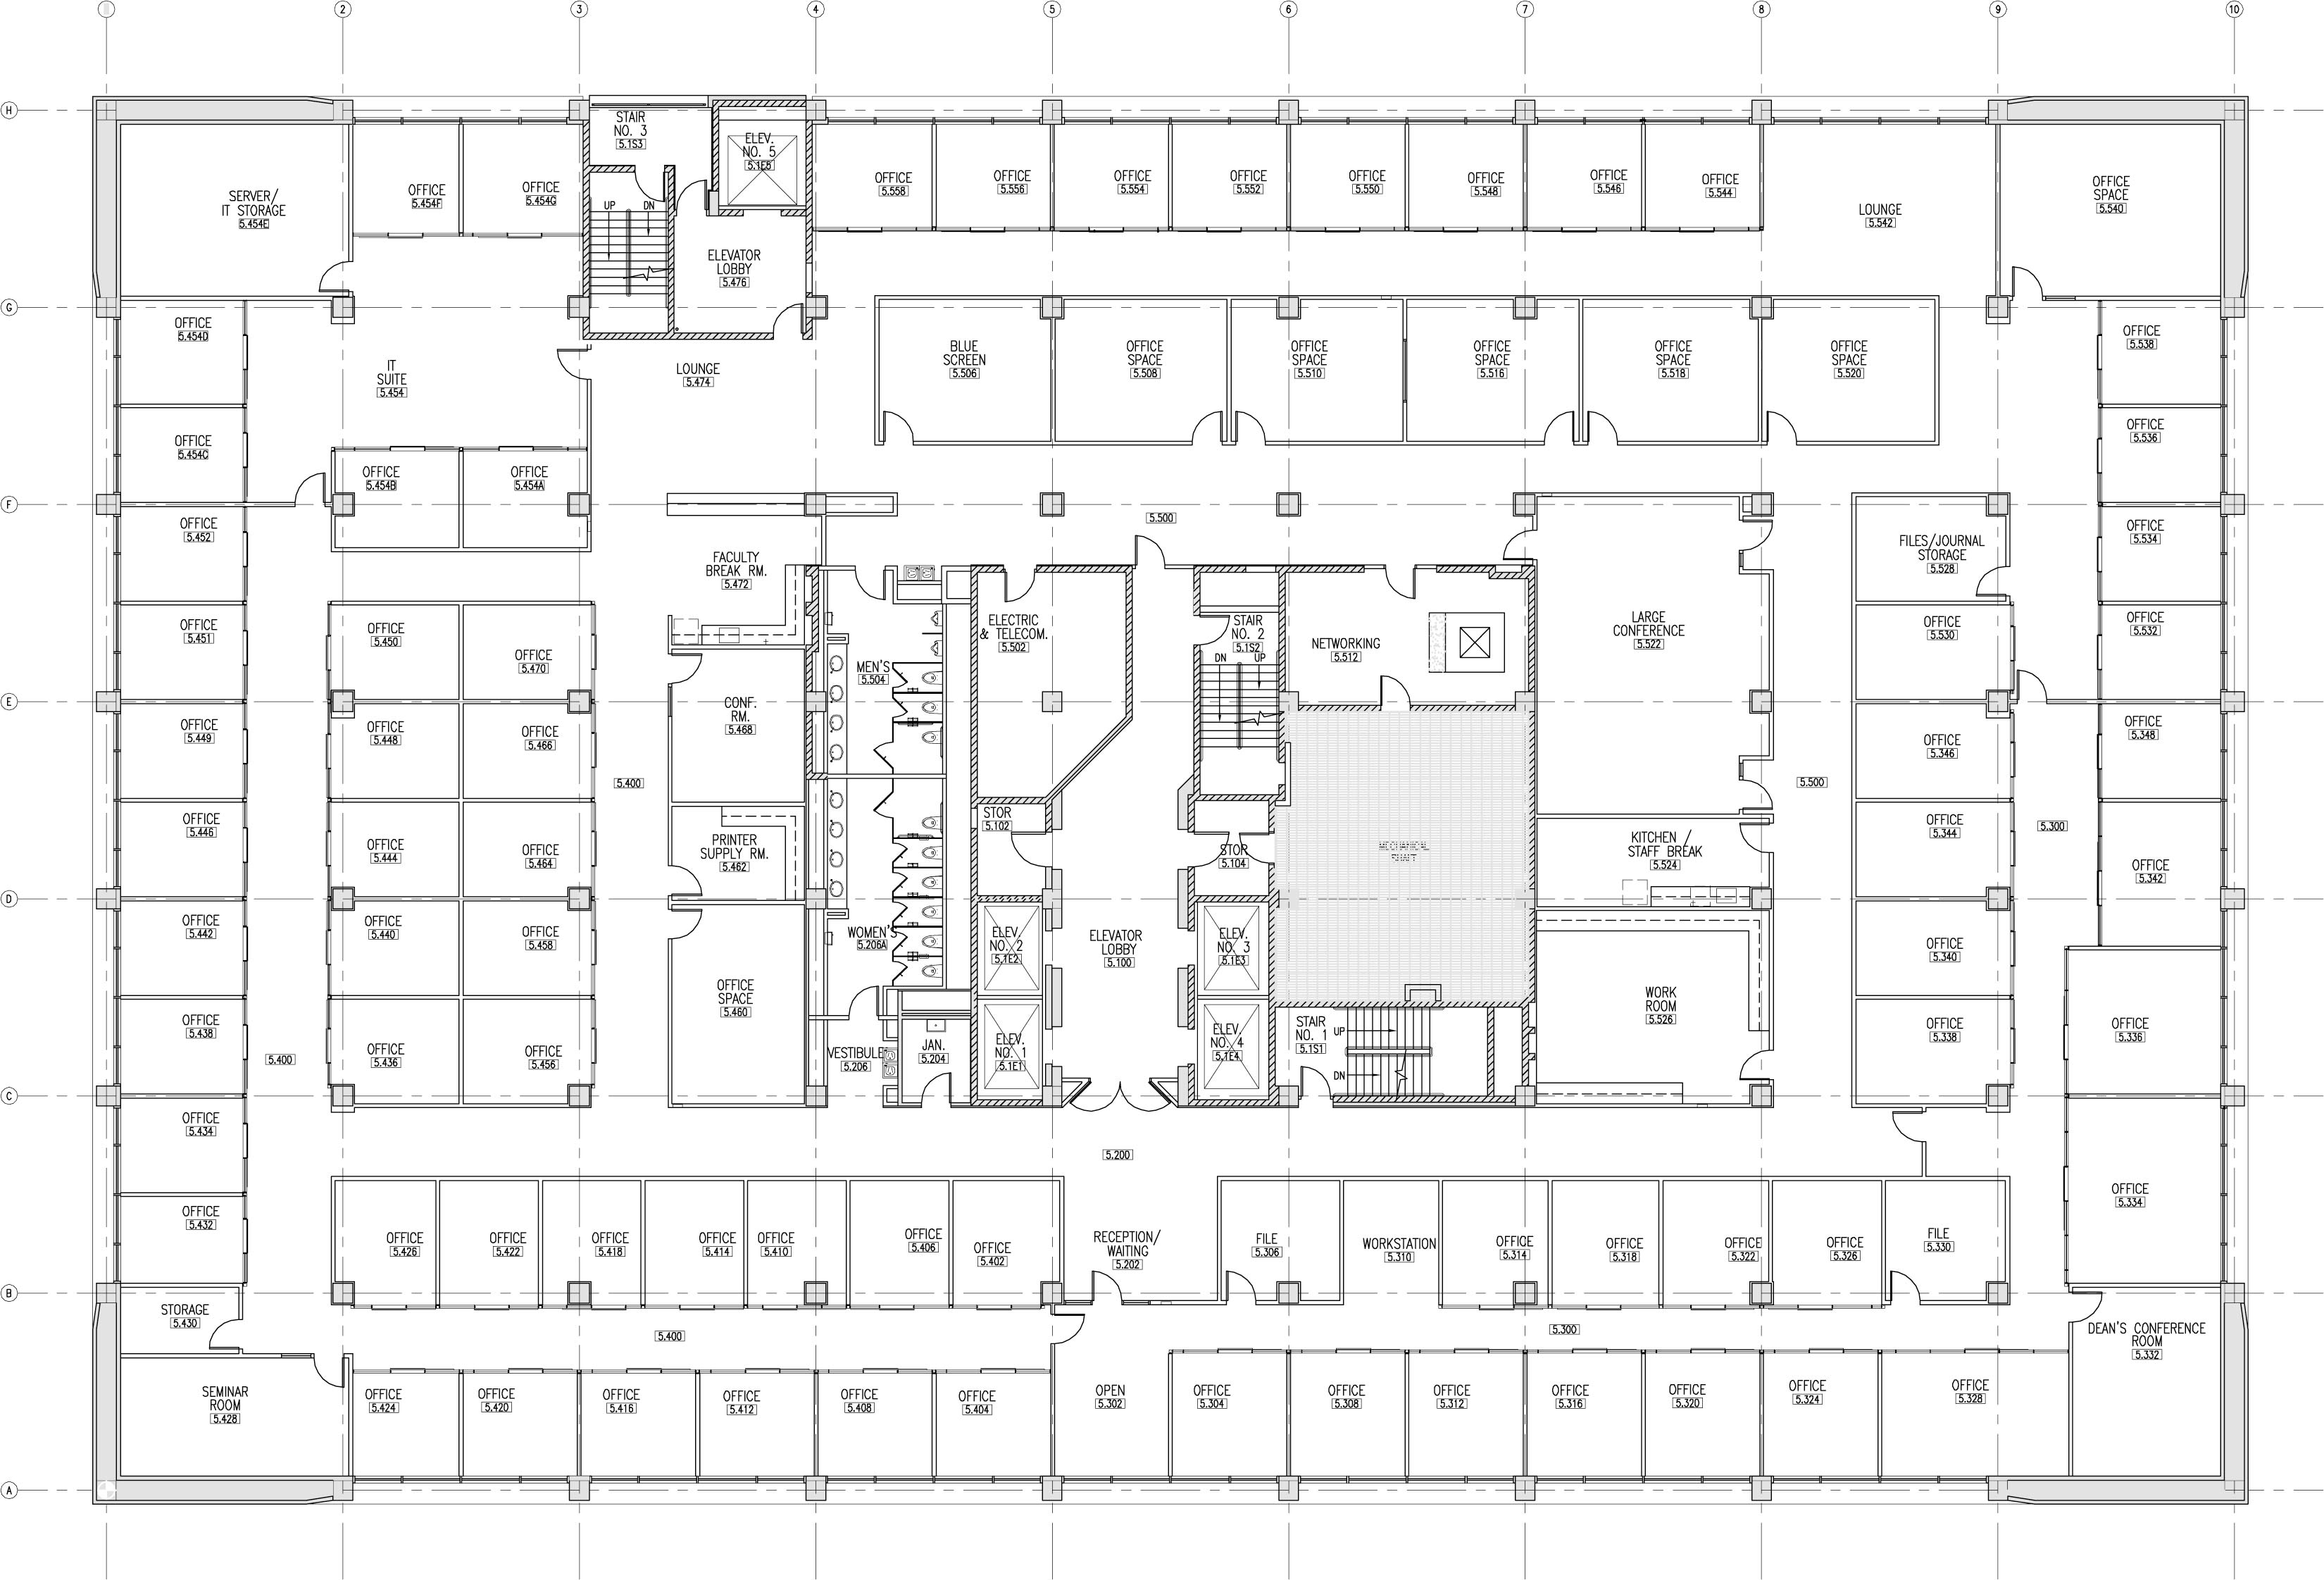 2
3
4
5
6
7
8
9
10
H
STAIR
NO. 3
5.1S3
ELEV.
NO. 5
5.1E5
SERVER/
IT STORAGE
5.454E
OFFICE
5.454F
OFFICE
5.454G
UP
DN
ELEVATOR
LOBBY
5.476
OFFICE
5.558
OFFICE
5.556
OFFICE
5.554
OFFICE
5.552
OFFICE
5.550
OFFICE
5.548
OFFICE
5.546
OFFICE
5.544
LOUNGE
5.542
OFFICE
SPACE
5.540
G
OFFICE
5.454D
IT
SUITE
5.454
LOUNGE
5.474
BLUE
SCREEN
5.506
OFFICE
SPACE
5.508
OFFICE
SPACE
5.510
OFFICE
SPACE
5.516
OFFICE
SPACE
5.518
OFFICE
SPACE
5.520
OFFICE
5.538
OFFICE
5.454C
OFFICE
5.454B
OFFICE
5.454A
OFFICE
5.536
F
OFFICE
5.452
5.500
FACULTY
BREAK RM.
5.472
FILES/JOURNAL
STORAGE
5.528
OFFICE
5.534
OFFICE
5.451
OFFICE
5.450
OFFICE
5.470
MEN'S
5.504
ELECTRIC
& TELECOM.
5.502
STAIR
NO. 2
5.1S2
DN
UP
NETWORKING
5.512
LARGE
CONFERENCE
5.522
OFFICE
5.530
OFFICE
5.532
E
OFFICE
5.449
OFFICE
5.448
OFFICE
5.466
CONF.
RM.
5.468
5.400
5.500
OFFICE
5.346
OFFICE
5.348
OFFICE
5.446
OFFICE
5.444
OFFICE
5.464
PRINTER
SUPPLY RM.
5.462
STOR
5.102
STOR
5.104
MECHANICAL
SHAFT
KITCHEN /
STAFF BREAK
5.524
OFFICE
5.344
5.300
OFFICE
5.342
D
OFFICE
5.442
OFFICE
5.440
OFFICE
5.458
WOMEN'S
5.206A
ELEV.
NO. 2
5.1E2
ELEVATOR
LOBBY
5.100
ELEV.
NO. 3
5.1E3
OFFICE
5.340
OFFICE
5.438
5.400
OFFICE
5.436
OFFICE
5.456
OFFICE
SPACE
5.460
VESTIBULE
5.206
JAN.
5.204
ELEV.
NO. 1
5.1E1
ELEV.
NO. 4
5.1E4
STAIR
NO. 1
5.1S1
UP
DN
WORK
ROOM
5.526
OFFICE
5.338
OFFICE
5.336
C
OFFICE
5.434
5.200
OFFICE
5.334
OFFICE
5.432
OFFICE
5.426
OFFICE
5.422
OFFICE
5.418
OFFICE
5.414
OFFICE
5.410
OFFICE
5.406
OFFICE
5.402
RECEPTION/
WAITING
5.202
FILE
5.306
WORKSTATION
5.310
OFFICE
5.314
OFFICE
5.318
OFFICE
5.322
OFFICE
5.326
FILE
5.330
B
STORAGE
5.430
5.400
5.300
DEAN'S CONFERENCE
ROOM
5.332
SEMINAR
ROOM
5.428
OFFICE
5.424
OFFICE
5.420
OFFICE
5.416
OFFICE
5.412
OFFICE
5.408
OFFICE
5.404
OPEN
5.302
OFFICE
5.304
OFFICE
5.308
OFFICE
5.312
OFFICE
5.316
OFFICE
5.320
OFFICE
5.324
OFFICE
5.328
A